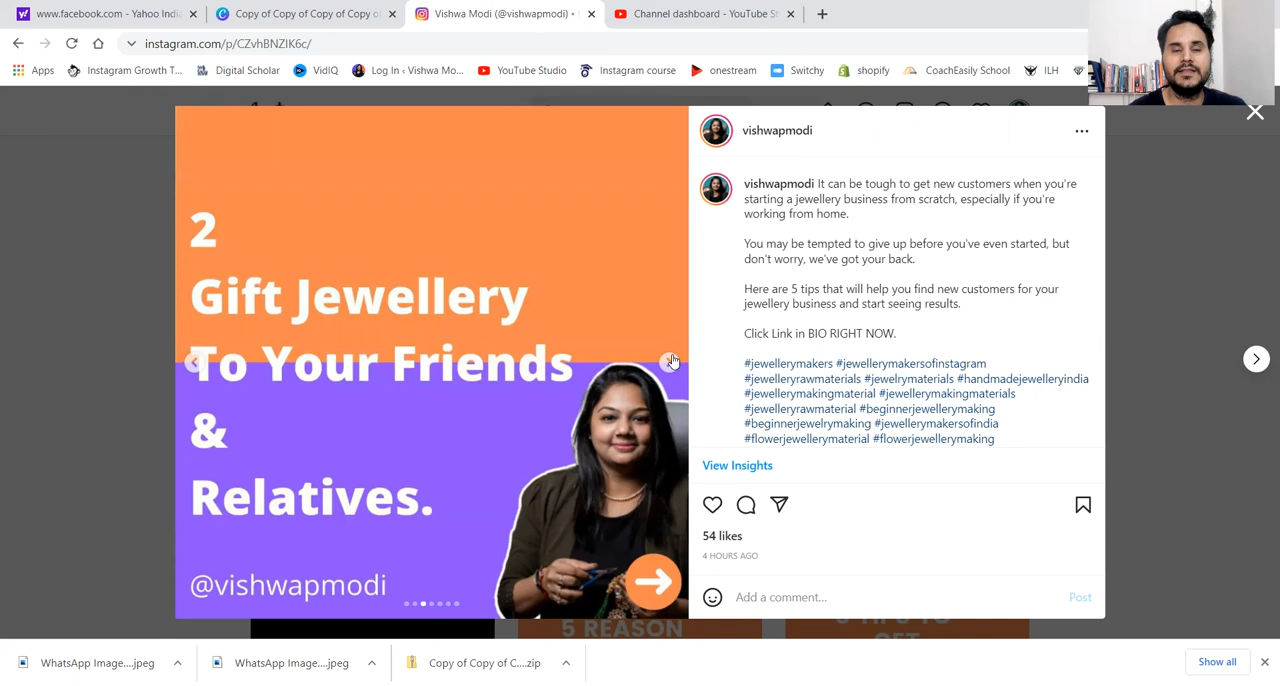 www.facebook.com - Yahoo Indi
Copy of Copy of Copy of Copy of
Vishwa Modi (@vishwapmodi) •
Channel dashboard - YouTube St
instagram.com/p/CZvhBNZIK6c/
Apps
Instagram Growth T...
Digital Scholar
VidIQ
Log In ‹ Vishwa Mo...
YouTube Studio
Instagram course
onestream
Switchy
shopify
CoachEasily School
ILH
2
Gift Jewellery
To Your Friends
&
Relatives.
@vishwapmodi
vishwapmodi
vishwapmodi It can be tough to get new customers when you're
starting a jewellery business from scratch, especially if you're
working from home.
You may be tempted to give up before you've even started, but
don't worry, we've got your back.
Here are 5 tips that will help you find new customers for your
jewellery business and start seeing results.
Click Link in BIO RIGHT NOW.
#jewellerymakers #jewellerymakersofinstagram
#jewelleryrawmaterials #jewelrymaterials #handmadejewelleryindia
#jewellerymakingmaterial #jewellerymakingmaterials
#jewelleryrawmaterial #beginnerjewellerymaking
#beginnerjewelrymaking #jewellerymakersofindia
#flowerjewellerymaterial #flowerjewellerymaking
View Insights
54 likes
4 HOURS AGO
Add a comment...
Post
5 REASON
WhatsApp Image....jpeg
WhatsApp Image....jpeg
Copy of Copy of C....zip
Show all